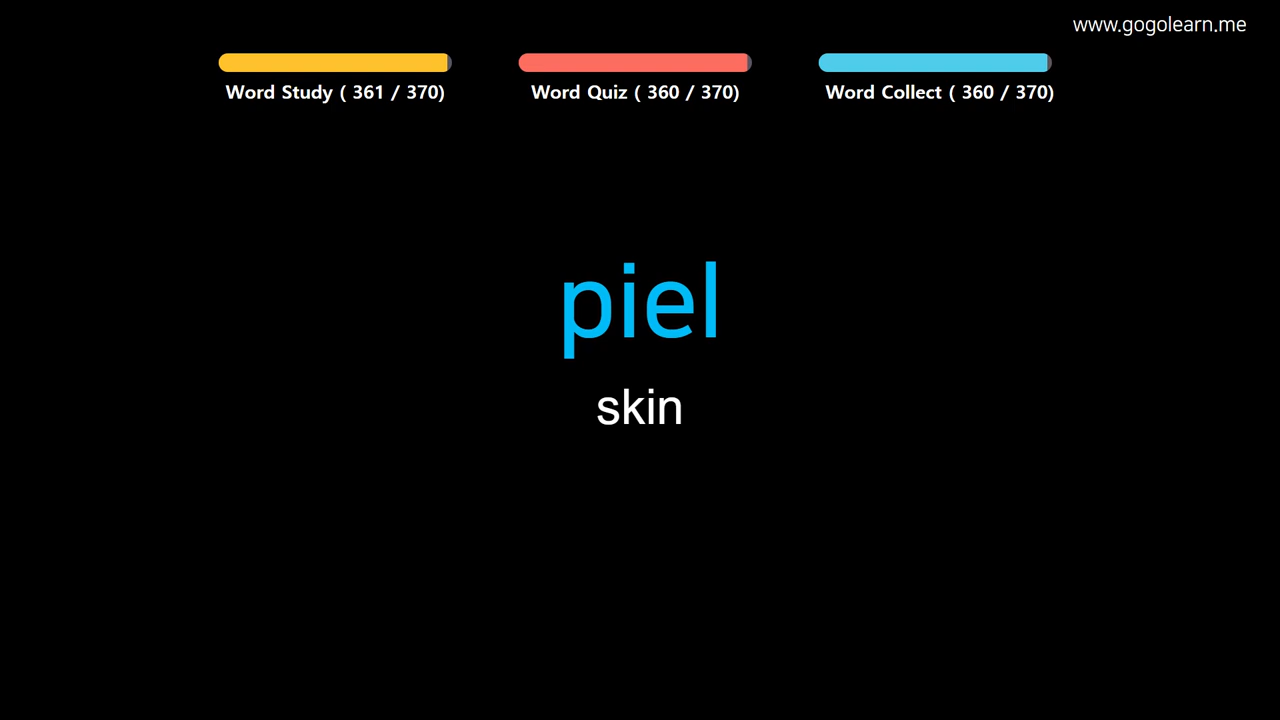 www.gogolearn.me
Word Study ( 361 / 370)
Word Quiz ( 360 / 370)
Word Collect ( 360 / 370)
piel
skin